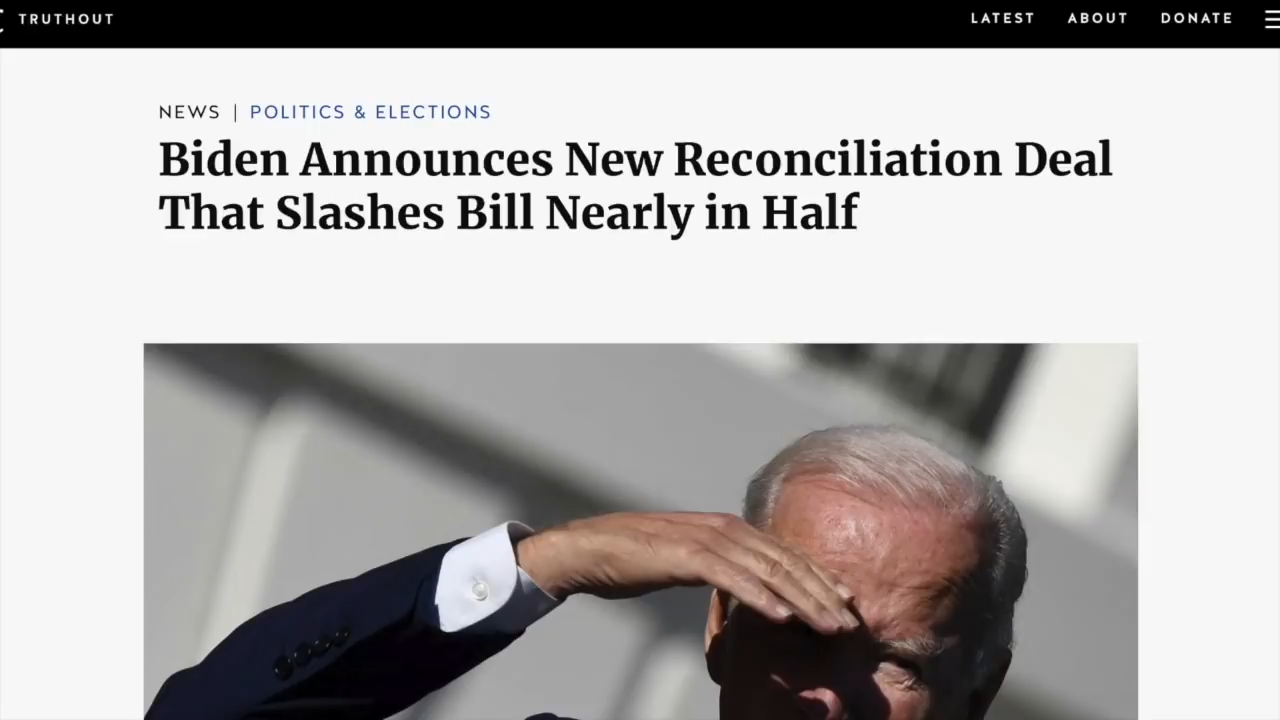 TRUTHOUT
LATEST ABOUT DONATE
NEWS | POLITICS & ELECTIONS
Biden Announces New Reconciliation Deal
That Slashes Bill Nearly in Half